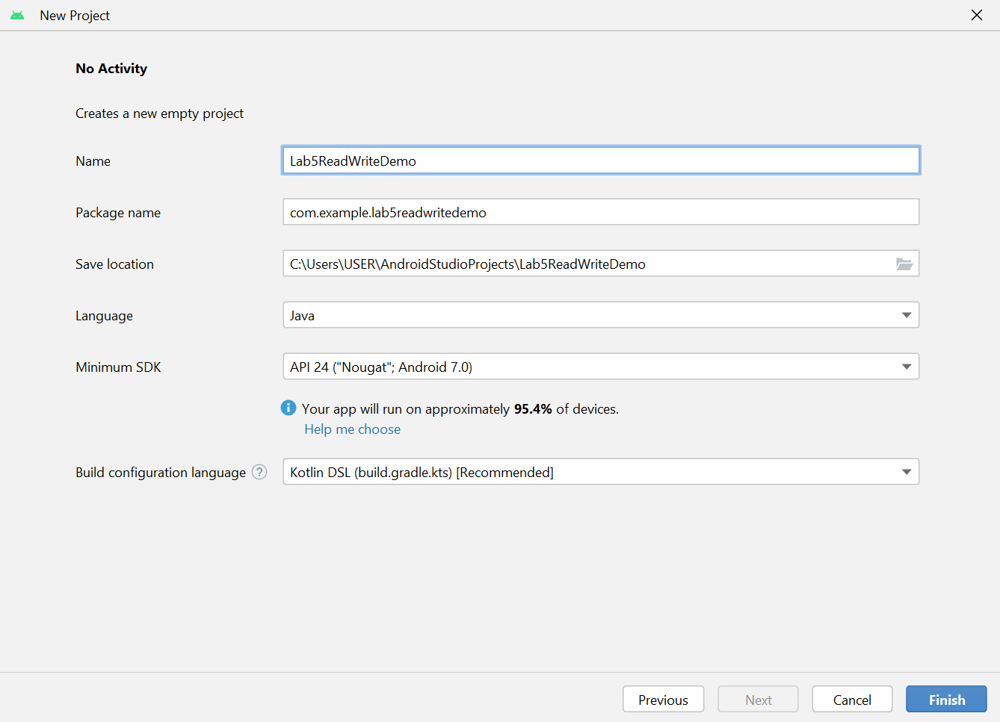 New Project
No Activity
Creates a new empty project
Name Lab5ReadWriteDemo
Package name com.example.lab5readwritedemo
Save location C:\Users\USER\AndroidStudioProjects\Lab5ReadWriteDemo
Language Java
Minimum SDK API 24 ("Nougat"; Android 7.0)
Your app will run on approximately 95.4% of devices.
Help me choose
Build configuration language ? Kotlin DSL (build.gradle.kts) [Recommended]
Previous Next Cancel Finish